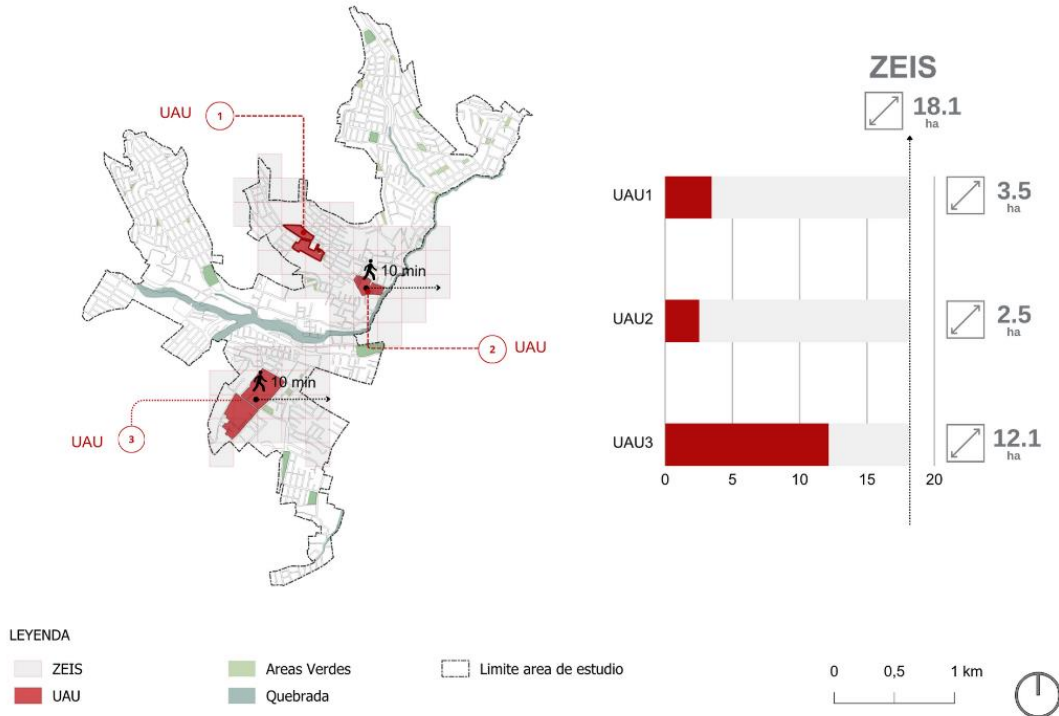 UAU
1
10 min
2
UAU
10 min
UAU
3
ZEIS
18.1
ha
UAU1
3.5
ha
UAU2
2.5
ha
UAU3
12.1
ha
0 5 10 15 20
LEYENDA
ZEIS
Areas Verdes
Limite area de estudio
UAU
Quebrada
0 0,5 1 km